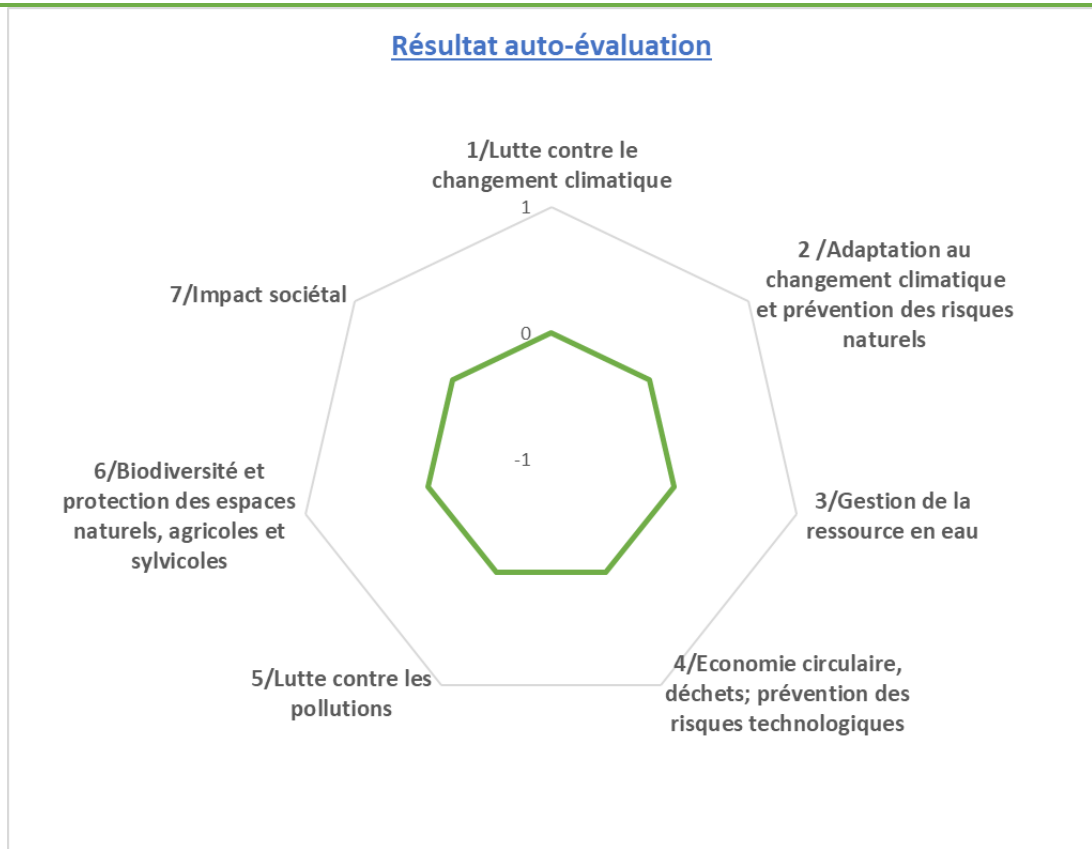 Résultat auto-évaluation
1/Lutte contre le
changement climatique
1
2 /Adaptation au
changement climatique
et prévention des risques
naturels
7/Impact sociétal
0
-1
6/Biodiversité et
protection des espaces
naturels, agricoles et
sylvicoles
3/Gestion de la
ressource en eau
4/Economie circulaire,
déchets; prévention des
risques technologiques
5/Lutte contre les
pollutions